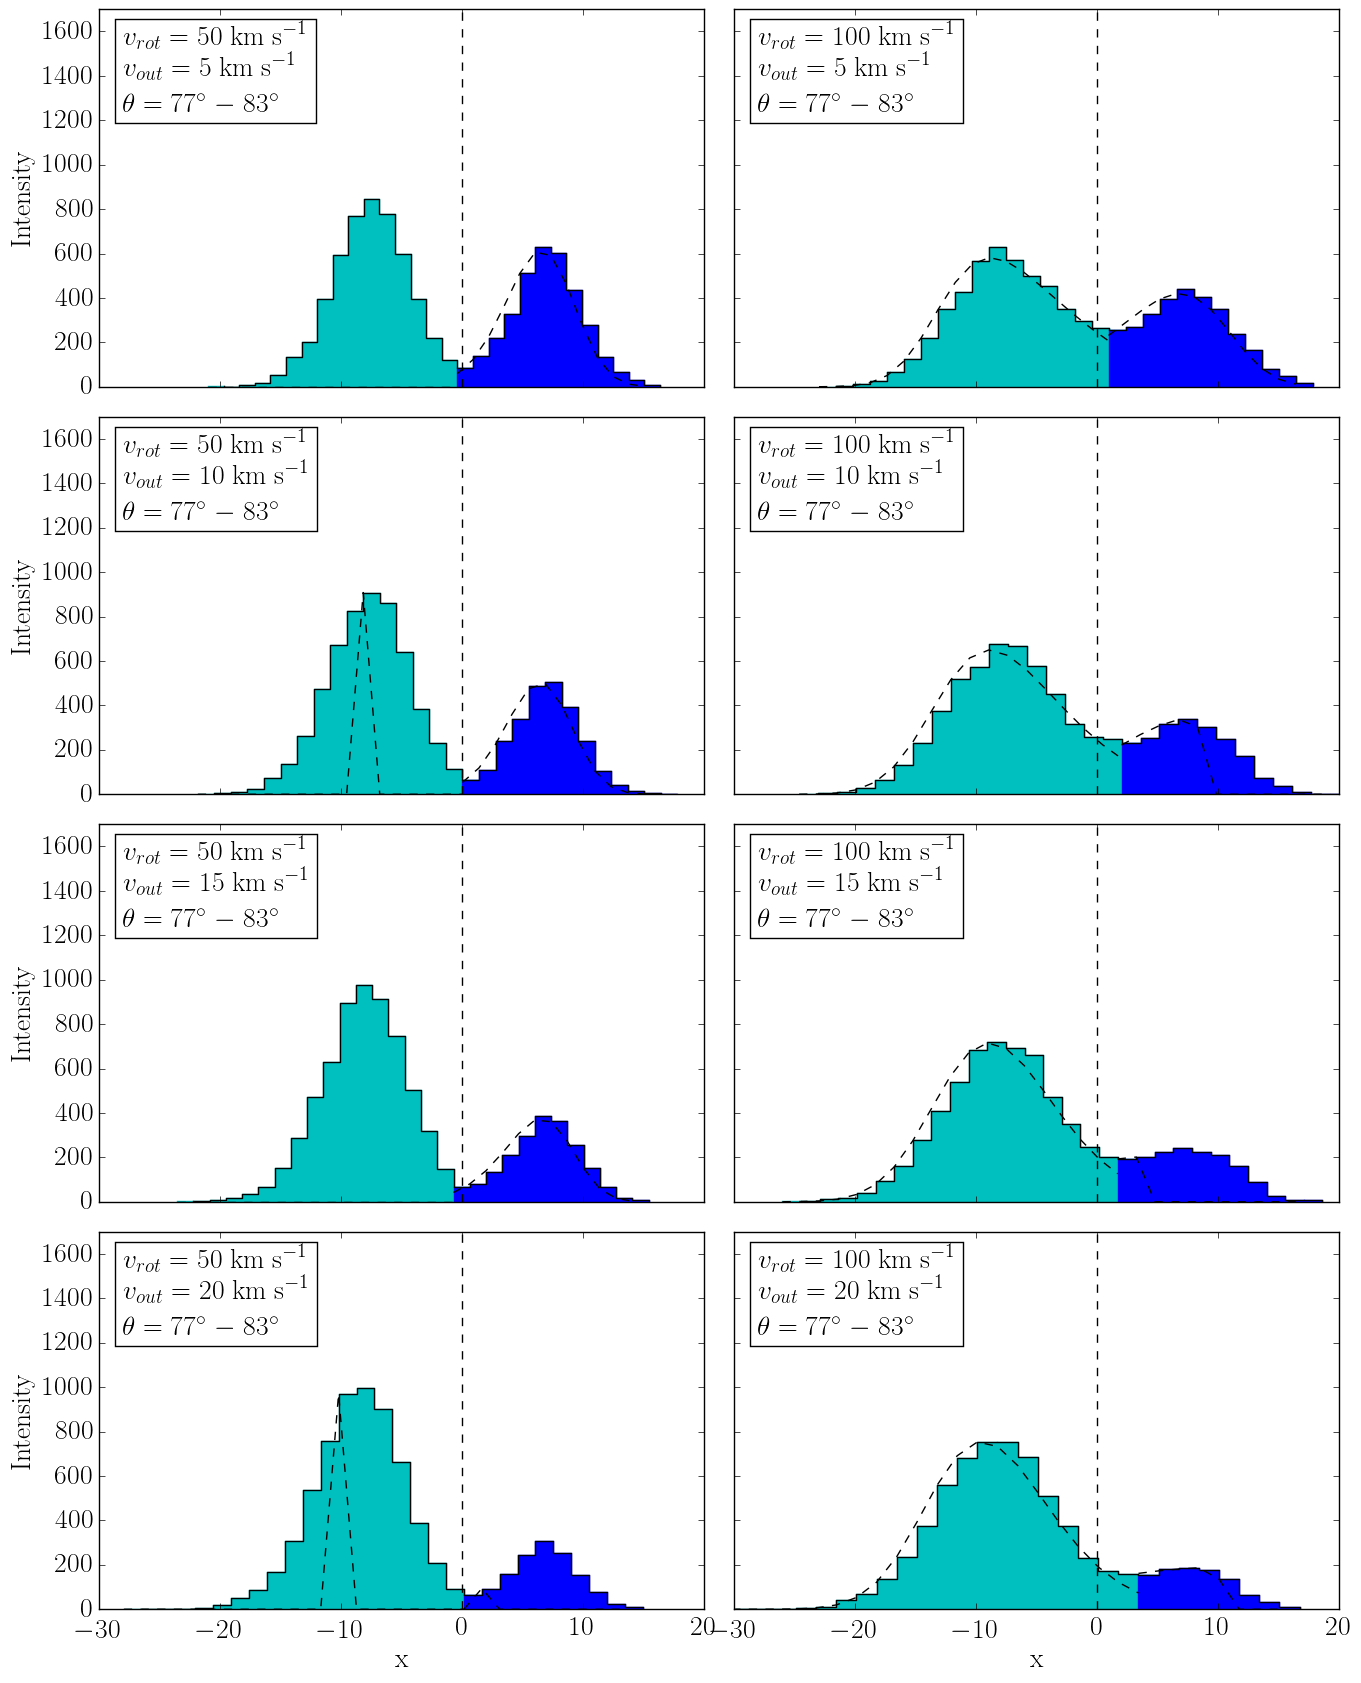 v_rot = 50 km s⁻¹
v_out = 5 km s⁻¹
θ = 77° − 83°
v_rot = 100 km s⁻¹
v_out = 5 km s⁻¹
θ = 77° − 83°
1600
1400
1200
1000
800
600
400
200
0
Intensity
v_rot = 50 km s⁻¹
v_out = 10 km s⁻¹
θ = 77° − 83°
v_rot = 100 km s⁻¹
v_out = 10 km s⁻¹
θ = 77° − 83°
1600
1400
1200
1000
800
600
400
200
0
Intensity
v_rot = 50 km s⁻¹
v_out = 15 km s⁻¹
θ = 77° − 83°
v_rot = 100 km s⁻¹
v_out = 15 km s⁻¹
θ = 77° − 83°
1600
1400
1200
1000
800
600
400
200
0
Intensity
v_rot = 50 km s⁻¹
v_out = 20 km s⁻¹
θ = 77° − 83°
v_rot = 100 km s⁻¹
v_out = 20 km s⁻¹
θ = 77° − 83°
1600
1400
1200
1000
800
600
400
200
0
Intensity
−30 −20 −10 0 10 20
−30 −20 −10 0 10 20
x
x